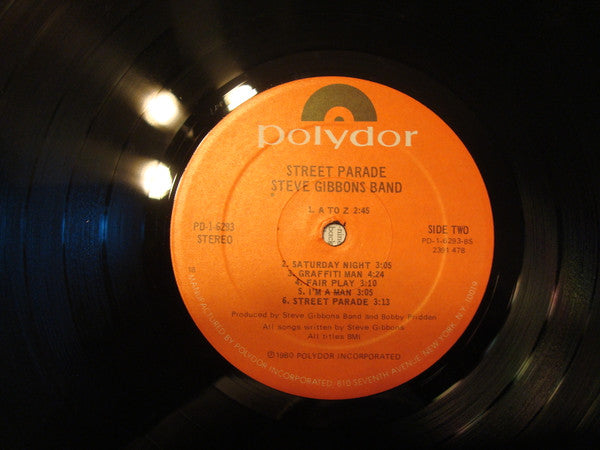 polydor
STREET PARADE
STEVE GIBBONS BAND
1. A TO Z 2:45
PD-1-6293
STEREO
SIDE TWO
PD-1-6293-BS
2391 478
2. SATURDAY NIGHT 3:05
3. GRAFFITI MAN 4:24
4. FAIR PLAY 3:10
5. I'M A MAN 3:05
6. STREET PARADE 3:13
18
Produced by Steve Gibbons Band and Bobby Pridden
All songs written by Steve Gibbons
All titles BMI
℗1980 POLYDOR INCORPORATED
MANUFACTURED BY POLYDOR INCORPORATED, 810 SEVENTH AVENUE, NEW YORK, N.Y. 10019